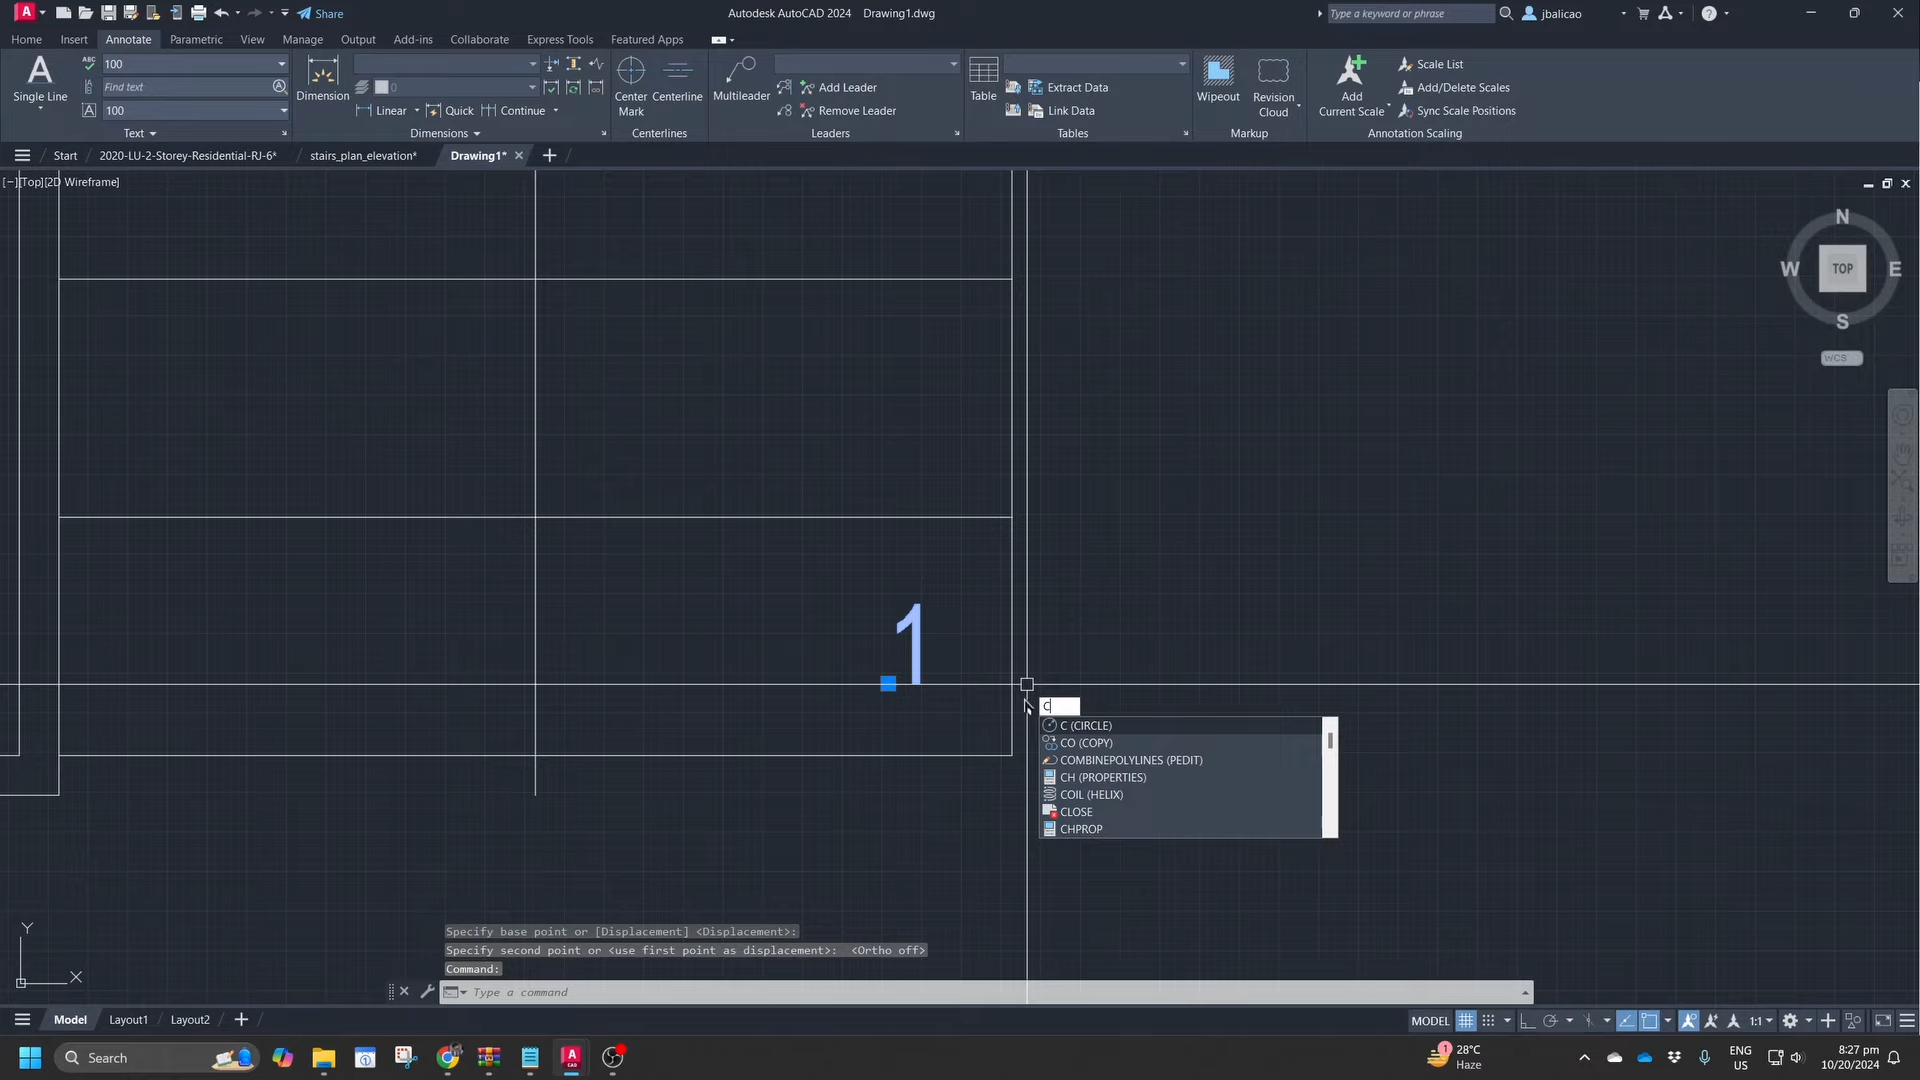 Share
Autodesk AutoCAD 2024 Drawing1.dwg
Type a keyword or phrase
jbalicao
Home Insert Annotate Parametric View Manage Output Add-ins Collaborate Express Tools Featured Apps
A
Single Line
ABC 100
Find text
100
Text
Dimension
0
Linear Quick Continue
Dimensions
Center Mark
Centerline
Centerlines
Multileader
Add Leader
Remove Leader
Leaders
Table
Extract Data
Link Data
Tables
Wipeout
Revision Cloud
Markup
Add Current Scale
Scale List
Add/Delete Scales
Sync Scale Positions
Annotation Scaling
Start 2020-LU-2-Storey-Residential-RJ-6* stairs_plan_elevation* Drawing1*
[−][Top][2D Wireframe]
N
W TOP E
S
WCS
1
C
C (CIRCLE)
CO (COPY)
COMBINEPOLYLINES (PEDIT)
CH (PROPERTIES)
COIL (HELIX)
CLOSE
CHPROP
Y
X
Specify base point or [Displacement] <Displacement>:
Specify second point or <use first point as displacement>: <Ortho off>
Command:
Type a command
Model Layout1 Layout2
MODEL 1:1
Search
1
28°C
Haze
ENG
US
8:27 pm
10/20/2024